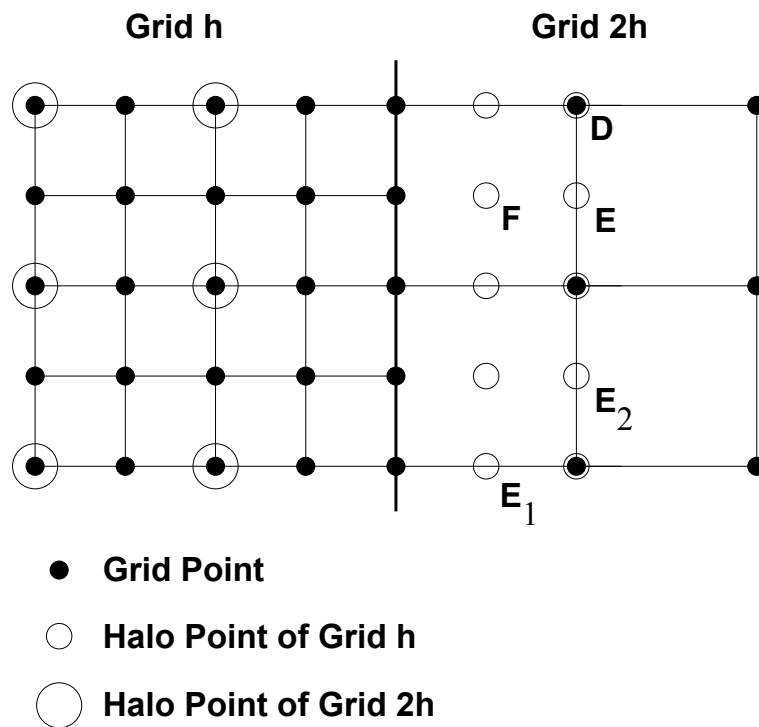 Grid h
Grid 2h
D
F
E
E2
E1
Grid Point
Halo Point of Grid h
Halo Point of Grid 2h